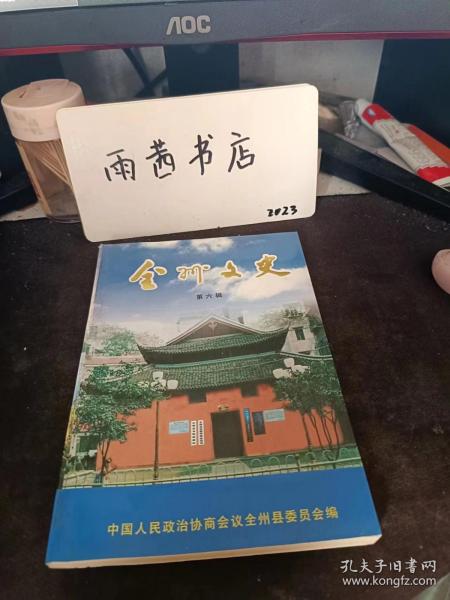 AOC
雨茜书店
2023
全州文史
第六辑
中国人民政治协商会议全州县委员会编
孔夫子旧书网
www.kongfz.com